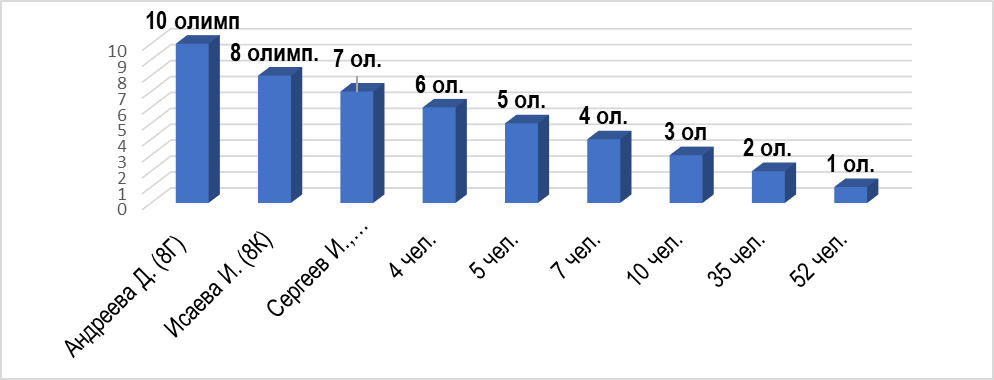 10 олимп
8 олимп.
7 ол.
6 ол.
5 ол.
4 ол.
3 ол
2 ол.
1 ол.
10
9
8
7
6
5
4
3
2
1
0
Андреева Д. (8Г)
Исаева И. (8К)
Сергеев И.,...
4 чел.
5 чел.
7 чел.
10 чел.
35 чел.
52 чел.